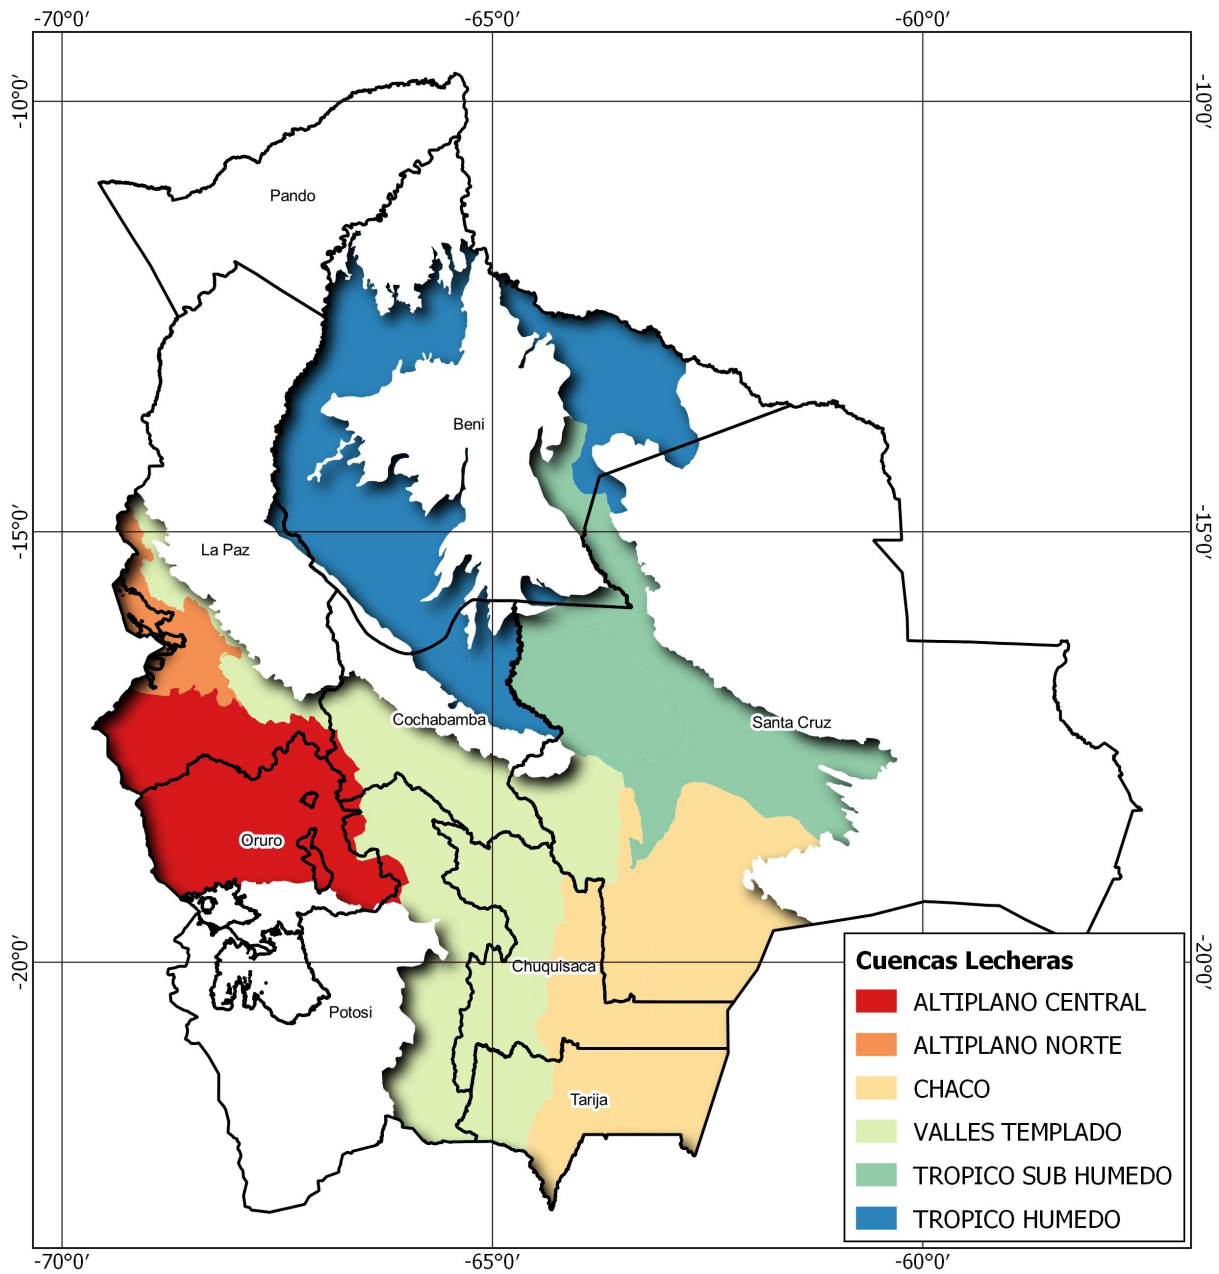 -70°0′ -65°0′ -60°0′
-10°0′ -10°0′
Pando
Beni
-15°0′ -15°0′
La Paz
Cochabamba
Santa Cruz
Oruro
-20°0′ -20°0′
Chuquisaca
Potosi
Tarija
Cuencas Lecheras
ALTIPLANO CENTRAL
ALTIPLANO NORTE
CHACO
VALLES TEMPLADO
TROPICO SUB HUMEDO
TROPICO HUMEDO
-70°0′ -65°0′ -60°0′